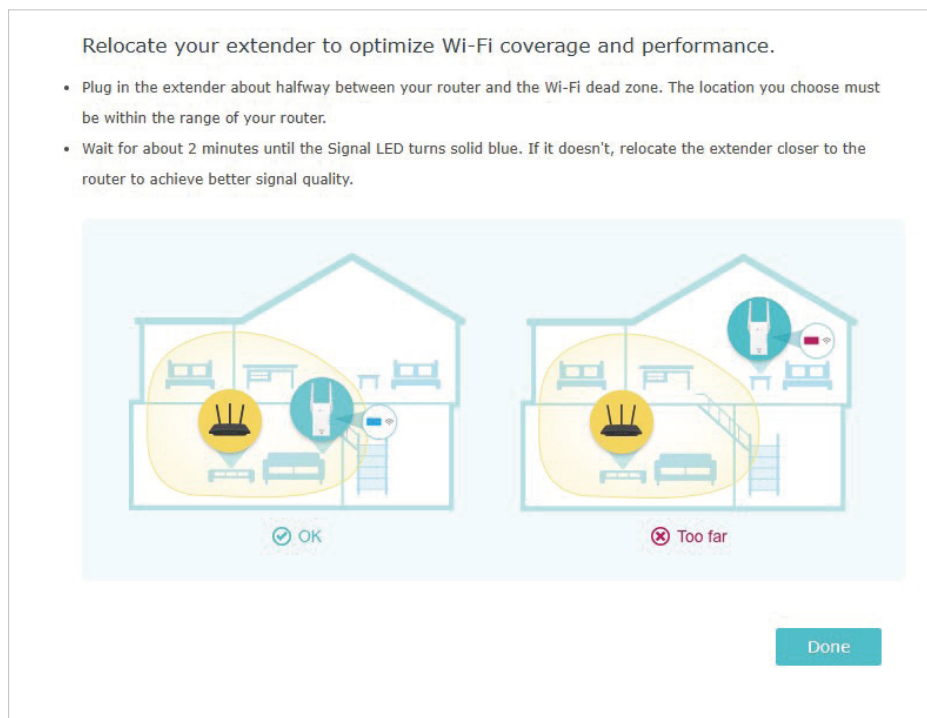 Relocate your extender to optimize Wi-Fi coverage and performance.
• Plug in the extender about halfway between your router and the Wi-Fi dead zone. The location you choose must
be within the range of your router.
• Wait for about 2 minutes until the Signal LED turns solid blue. If it doesn't, relocate the extender closer to the
router to achieve better signal quality.
OK
Too far
Done